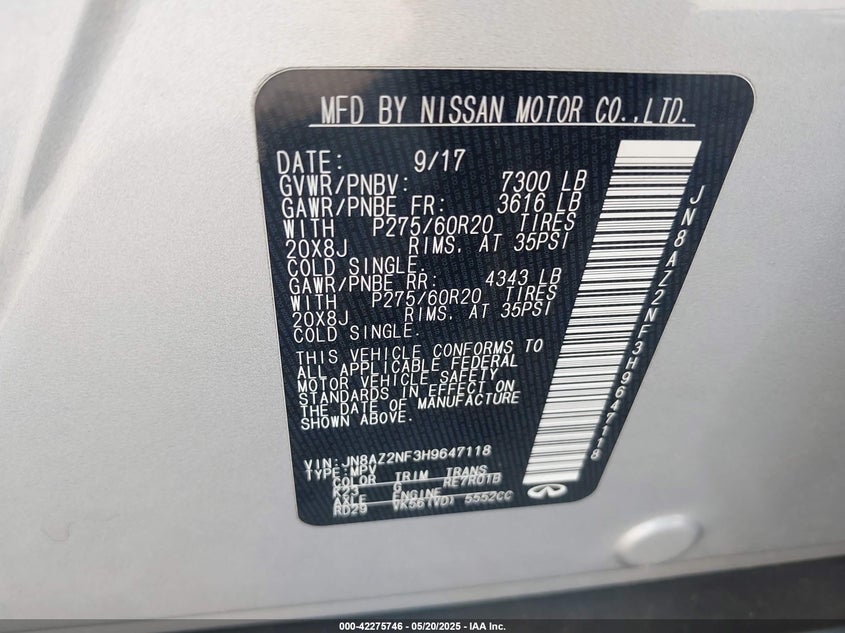 MFD BY NISSAN MOTOR CO.,LTD.
DATE: 9/17
GVWR/PNBV: 7300 LB
GAWR/PNBE FR: 3616 LB
WITH P275/60R20 TIRES
20X8J RIMS, AT 35PSI
COLD SINGLE.
GAWR/PNBE RR: 4343 LB
WITH P275/60R20 TIRES
20X8J RIMS, AT 35PSI
COLD SINGLE.
THIS VEHICLE CONFORMS TO
ALL APPLICABLE FEDERAL
MOTOR VEHICLE SAFETY
STANDARDS IN EFFECT ON
THE DATE OF MANUFACTURE
SHOWN ABOVE.
VIN:JN8AZ2NF3H9647118
TYPE:MPV
COLOR TRIM TRANS
K23 G RE7R01B
AXLE ENGINE
RD29 VK56(VD) 5552CC
JN8AZ2NF3H9647118
000-42275746 - 05/20/2025 - IAA Inc.